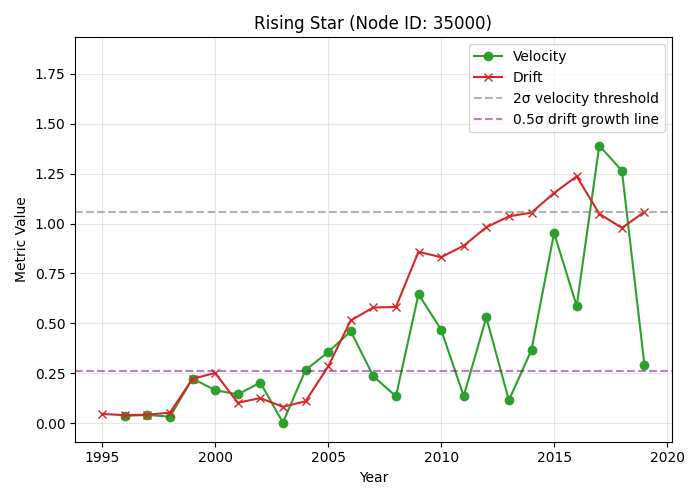 Rising Star (Node ID: 35000)
Velocity
Drift
2σ velocity threshold
0.5σ drift growth line
Metric Value
1.75
1.50
1.25
1.00
0.75
0.50
0.25
0.00
1995
2000
2005
2010
2015
2020
Year